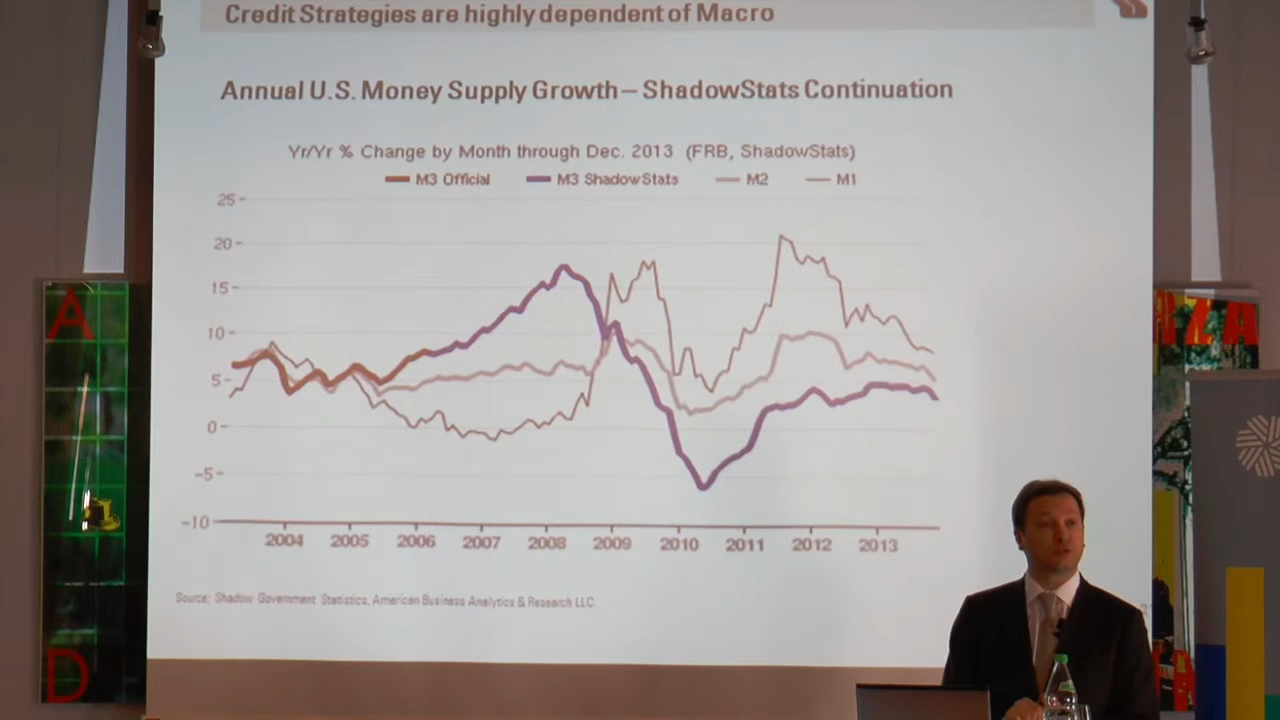 Credit Strategies are highly dependent of Macro
Annual U.S. Money Supply Growth – ShadowStats Continuation
Yr/Yr % Change by Month through Dec. 2013 (FRB, ShadowStats)
M3 Official M3 ShadowStats M2 M1
25
20
15
10
5
0
-5
-10
2004 2005 2006 2007 2008 2009 2010 2011 2012 2013
Source: Shadow Government Statistics, American Business Analytics & Research LLC.
A
D
NZA